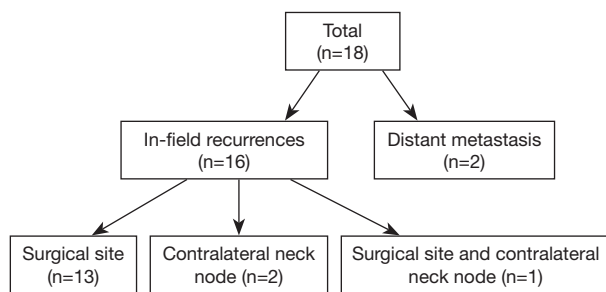 Total
(n=18)
In-field recurrences
(n=16)
Distant metastasis
(n=2)
Surgical site
(n=13)
Contralateral neck
node (n=2)
Surgical site and contralateral
neck node (n=1)